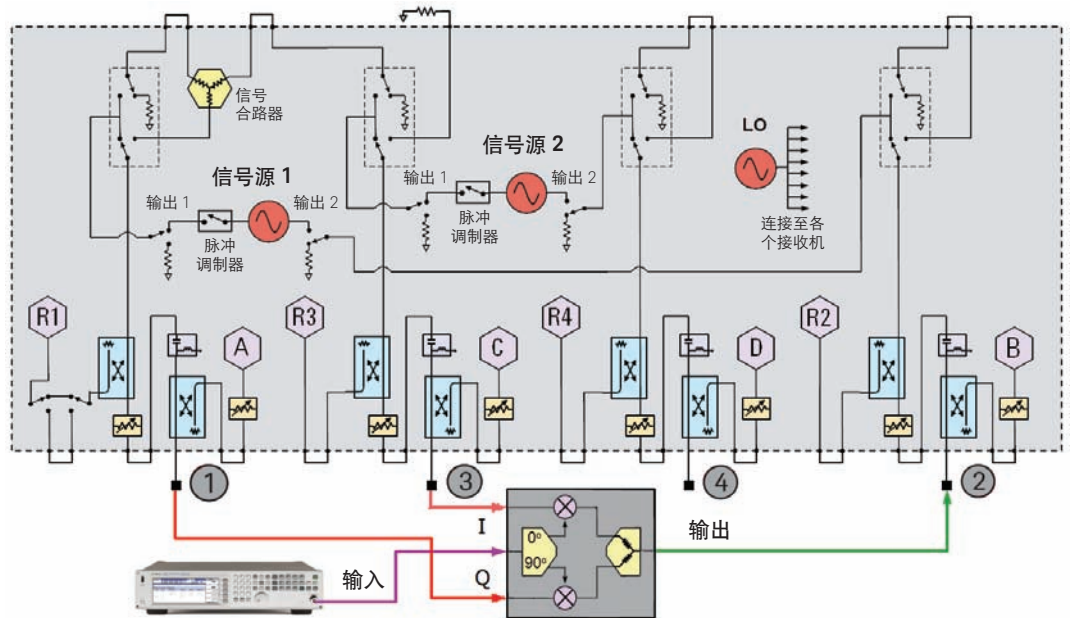 信号
合路器
信号源 1
输出 1
输出 2
脉冲
调制器
信号源 2
输出 1
输出 2
脉冲
调制器
LO
连接至各
个接收机
R1
A
R3
C
R4
D
R2
B
1
3
4
2
I
0°
90°
Q
输入
输出